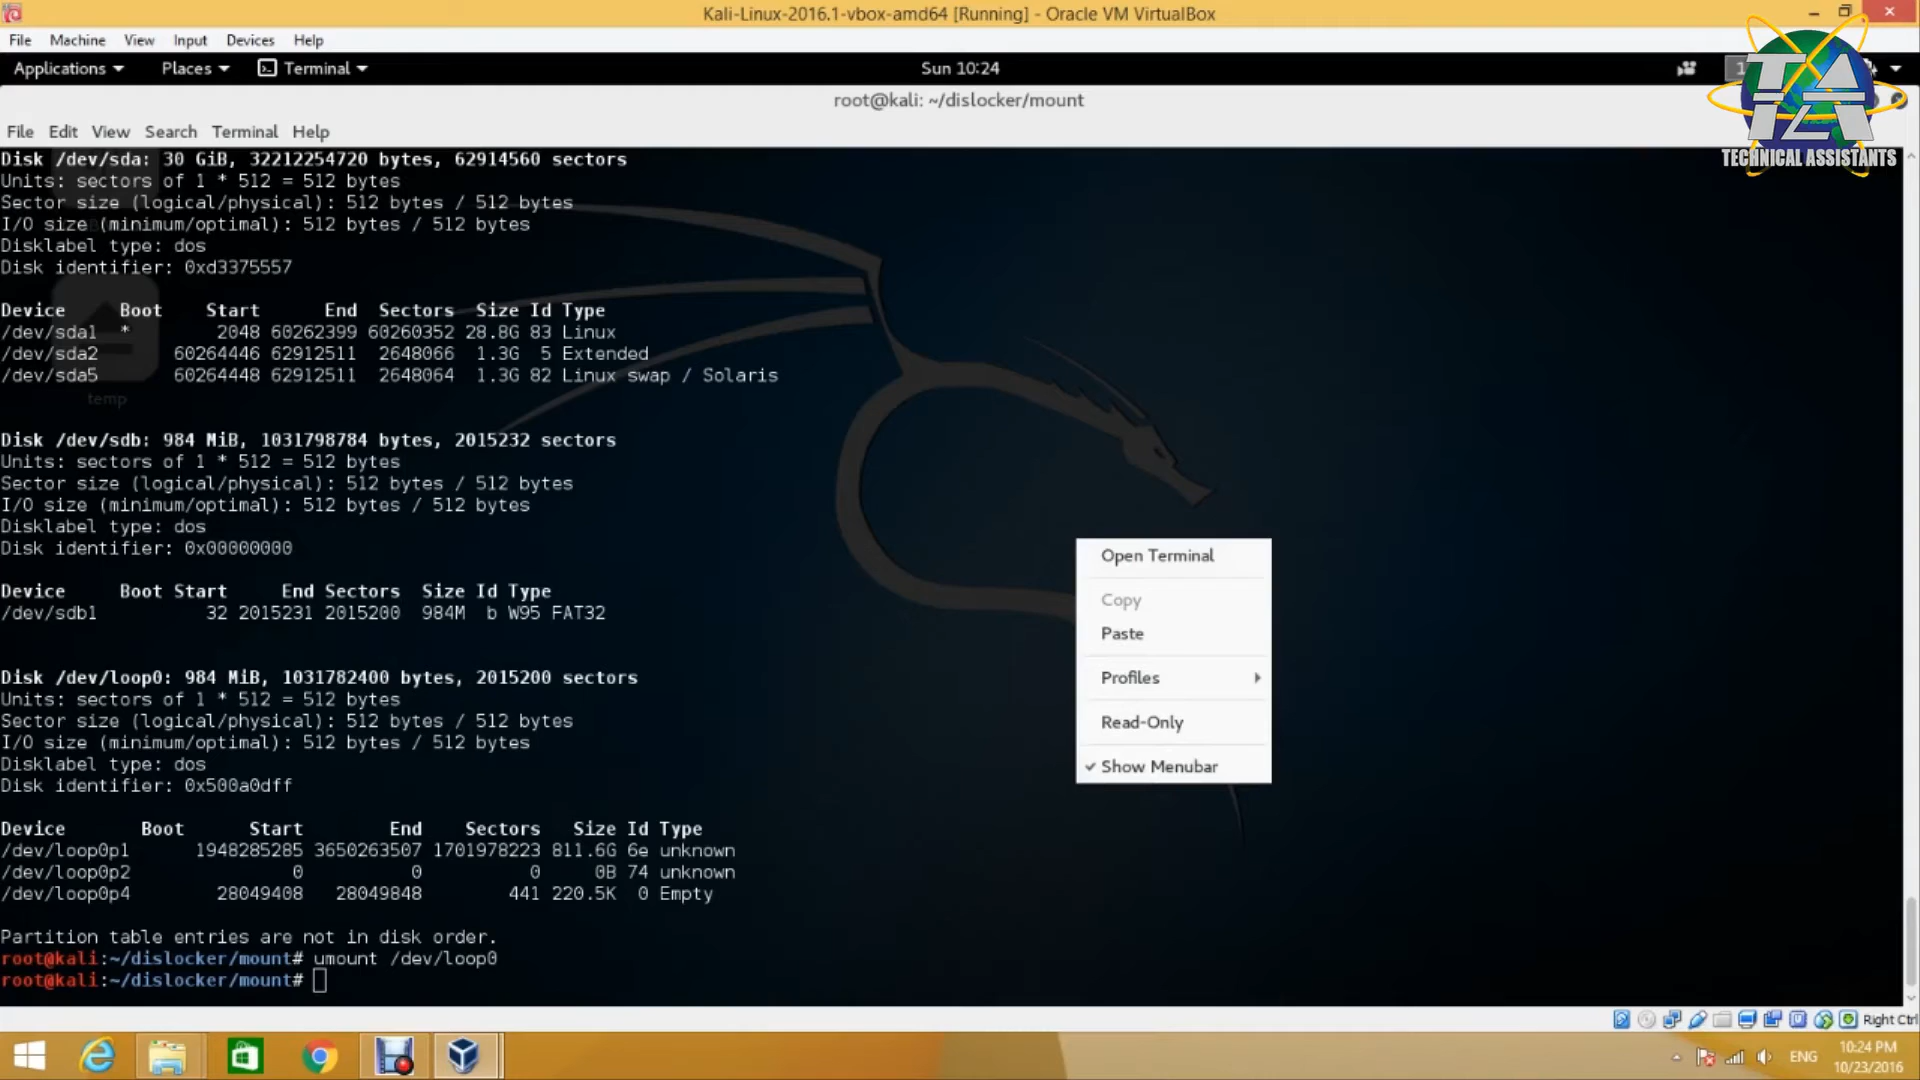 Kali-Linux-2016.1-vbox-amd64 [Running] - Oracle VM VirtualBox
File Machine View Input Devices Help
Applications Places Terminal Sun 10:24 1
TECHNICAL ASSISTANTS
root@kali: ~/dislocker/mount
File Edit View Search Terminal Help
Disk /dev/sda: 30 GiB, 32212254720 bytes, 62914560 sectors
Units: sectors of 1 * 512 = 512 bytes
Sector size (logical/physical): 512 bytes / 512 bytes
I/O size (minimum/optimal): 512 bytes / 512 bytes
Disklabel type: dos
Disk identifier: 0xd3375557
Device Boot Start End Sectors Size Id Type
/dev/sda1 * 2048 60262399 60260352 28.8G 83 Linux
/dev/sda2 60264446 62912511 2648066 1.3G 5 Extended
/dev/sda5 60264448 62912511 2648064 1.3G 82 Linux swap / Solaris
temp
Disk /dev/sdb: 984 MiB, 1031798784 bytes, 2015232 sectors
Units: sectors of 1 * 512 = 512 bytes
Sector size (logical/physical): 512 bytes / 512 bytes
I/O size (minimum/optimal): 512 bytes / 512 bytes
Disklabel type: dos
Disk identifier: 0x00000000
Device Boot Start End Sectors Size Id Type
/dev/sdb1 32 2015231 2015200 984M b W95 FAT32
Disk /dev/loop0: 984 MiB, 1031782400 bytes, 2015200 sectors
Units: sectors of 1 * 512 = 512 bytes
Sector size (logical/physical): 512 bytes / 512 bytes
I/O size (minimum/optimal): 512 bytes / 512 bytes
Disklabel type: dos
Disk identifier: 0x500a0dff
Device Boot Start End Sectors Size Id Type
/dev/loop0p1 1948285285 3650263507 1701978223 811.6G 6e unknown
/dev/loop0p2 0 0 0 0B 74 unknown
/dev/loop0p4 28049408 28049848 441 220.5K 0 Empty
Partition table entries are not in disk order.
root@kali:~/dislocker/mount# umount /dev/loop0
root@kali:~/dislocker/mount#
Open Terminal
Copy
Paste
Profiles
Read-Only
Show Menubar
Right Ctrl
ENG
10:24 PM
10/23/2016